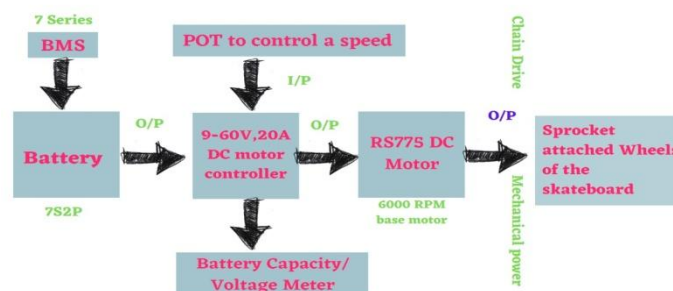 7 Series
BMS
POT to control a speed
I/P
Chain Drive
O/P
O/P
O/P
Battery
9-60V,20A
DC motor
controller
RS775 DC
Motor
Sprocket
attached Wheels
of the
skateboard
7S2P
6000 RPM
base motor
Mechanical power
Battery Capacity/
Voltage Meter